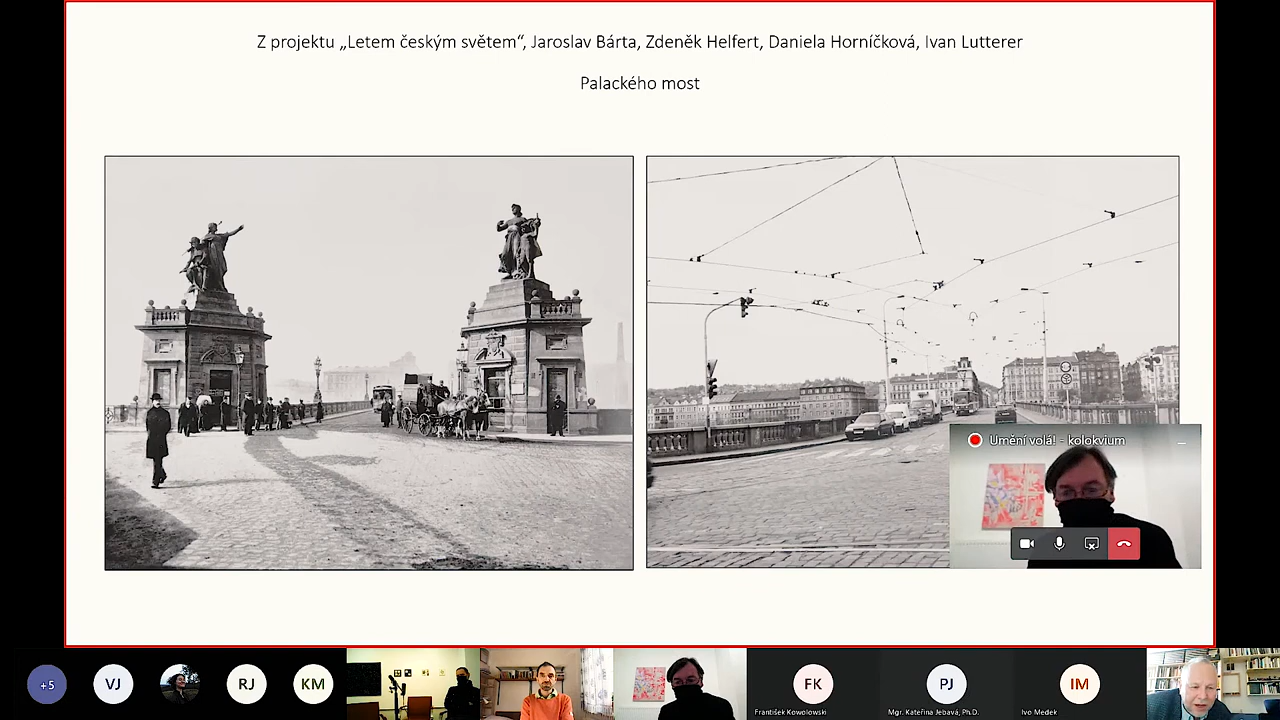 Z projektu „Letem českým světem“, Jaroslav Bárta, Zdeněk Helfert, Daniela Horníčková, Ivan Lutterer
Palackého most
Umění volá! - kolokvium
+5
VJ
RJ
KM
FK
František Kowolowski
PJ
Mgr. Kateřina Jebavá, Ph.D.
IM
Ivo Medek